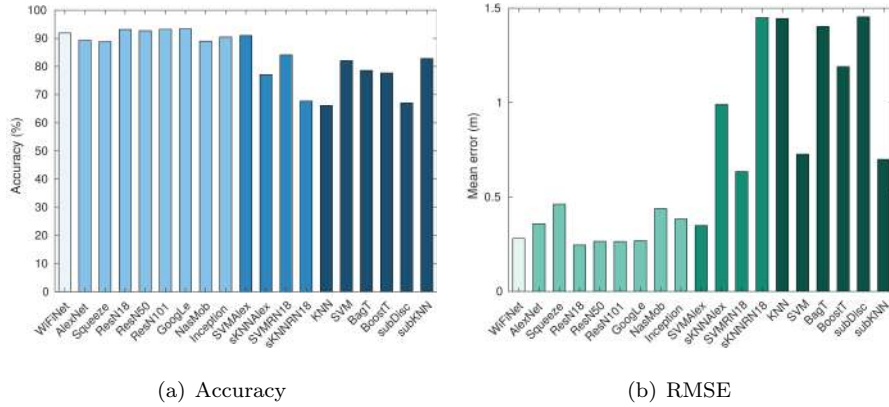 100
90
80
70
60
50
40
30
20
10
0
Accuracy (%)
WiFiNet
AlexNet
Squeeze
ResN18
ResN50
ResN101
GoogLe
NasMob
Inception
SVMAlex
sKNNAlex
SVMRN18
sKNNRN18
KNN
SVM
BagT
BoostT
subDisc
subKNN
(a) Accuracy
1.5
1
0.5
0
Mean error (m)
WiFiNet
AlexNet
Squeeze
ResN18
ResN50
ResN101
GoogLe
NasMob
Inception
SVMAlex
sKNNAlex
SVMRN18
sKNNRN18
KNN
SVM
BagT
BoostT
subDisc
subKNN
(b) RMSE